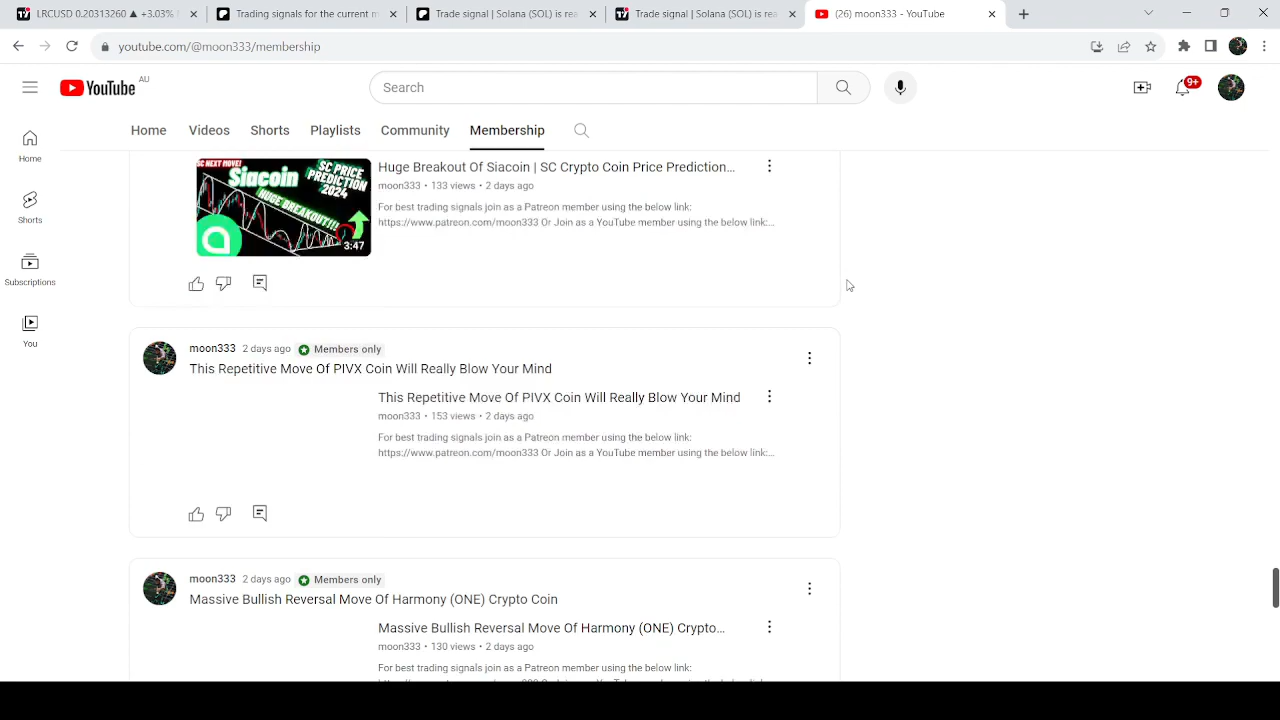 LRCUSD 0.20313260 ▲ +3.03%
Trading signals for the current m
Trade signal | Solana (SOL) is rea
Trade signal | Solana (SOL) is rea
(26) moon333 - YouTube
youtube.com/@moon333/membership
YouTube AU
Search
9+
Home
Videos
Shorts
Playlists
Community
Membership
Home
Shorts
Subscriptions
You
SC NEXT MOVE!
Siacoin
SC PRICE
PREDICTION
2024
HUGE BREAKOUT!!!
3:47
Huge Breakout Of Siacoin | SC Crypto Coin Price Prediction...
moon333 • 133 views • 2 days ago
For best trading signals join as a Patreon member using the below link:
https://www.patreon.com/moon333 Or Join as a YouTube member using the below link:...
moon333 2 days ago Members only
This Repetitive Move Of PIVX Coin Will Really Blow Your Mind
This Repetitive Move Of PIVX Coin Will Really Blow Your Mind
moon333 • 153 views • 2 days ago
For best trading signals join as a Patreon member using the below link:
https://www.patreon.com/moon333 Or Join as a YouTube member using the below link:...
moon333 2 days ago Members only
Massive Bullish Reversal Move Of Harmony (ONE) Crypto Coin
Massive Bullish Reversal Move Of Harmony (ONE) Crypto...
moon333 • 130 views • 2 days ago
For best trading signals join as a Patreon member using the below link: